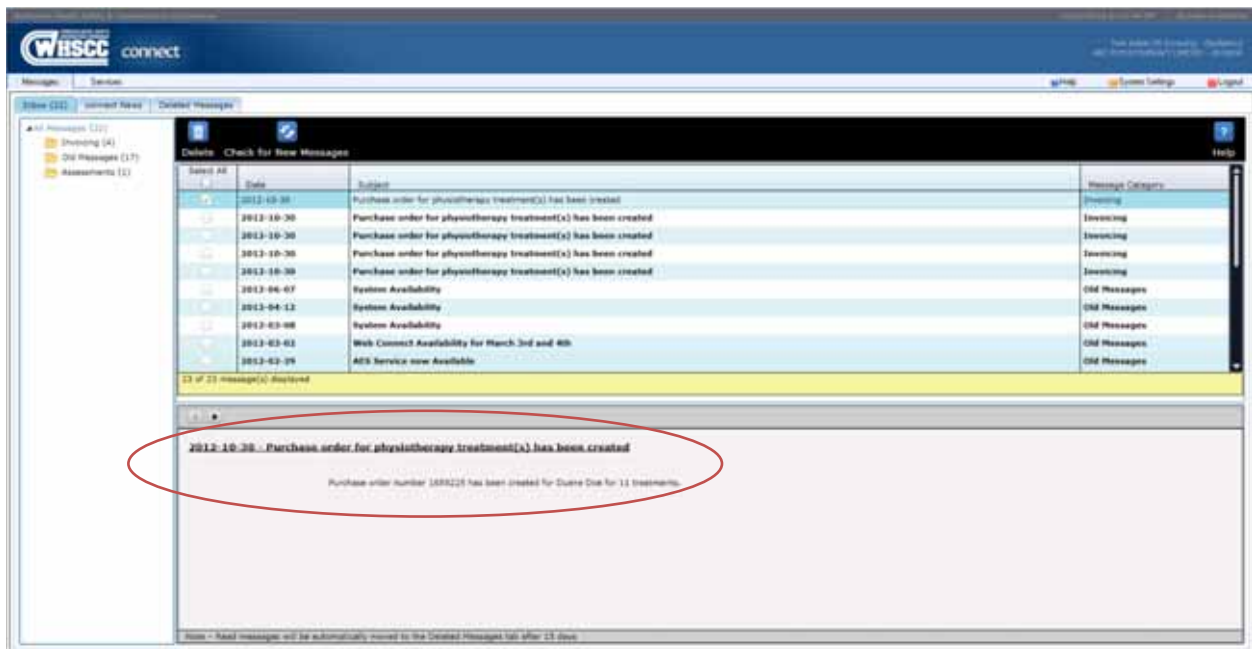 WHSCC connect
Messages Services Help System Settings Logout
Inbox (22) connect News Deleted Messages
All Messages (22)
Invoicing (4)
Old Messages (17)
Assessments (1)
Delete Check for New Messages Help
Select All Date Subject Message Category
2012-10-30 Purchase order for physiotherapy treatment(s) has been created Invoicing
2012-10-30 Purchase order for physiotherapy treatment(s) has been created Invoicing
2012-10-30 Purchase order for physiotherapy treatment(s) has been created Invoicing
2012-10-30 Purchase order for physiotherapy treatment(s) has been created Invoicing
2012-10-30 Purchase order for physiotherapy treatment(s) has been created Invoicing
2012-06-07 System Availability Old Messages
2012-04-12 System Availability Old Messages
2012-03-08 System Availability Old Messages
2012-03-02 Web Connect Availability for March 3rd and 4th Old Messages
2012-02-29 AES Service now Available Old Messages
23 of 23 message(s) displayed
2012-10-30 - Purchase order for physiotherapy treatment(s) has been created
Purchase order number has been created for Duane Doe for 11 treatments.
Note - Read messages will be automatically moved to the Deleted Messages tab after 15 days